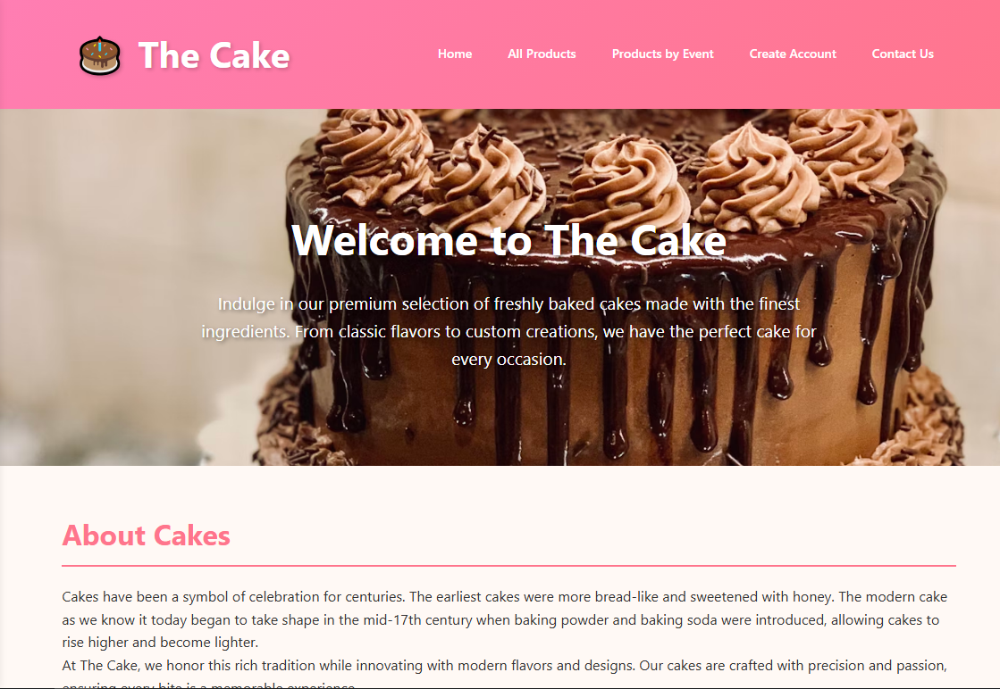 The Cake
Home All Products Products by Event Create Account Contact Us
Welcome to The Cake
Indulge in our premium selection of freshly baked cakes made with the finest
ingredients. From classic flavors to custom creations, we have the perfect cake for
every occasion.
About Cakes
Cakes have been a symbol of celebration for centuries. The earliest cakes were more bread-like and sweetened with honey. The modern cake
as we know it today began to take shape in the mid-17th century when baking powder and baking soda were introduced, allowing cakes to
rise higher and become lighter.
At The Cake, we honor this rich tradition while innovating with modern flavors and designs. Our cakes are crafted with precision and passion,
ensuring every bite is a memorable experience.